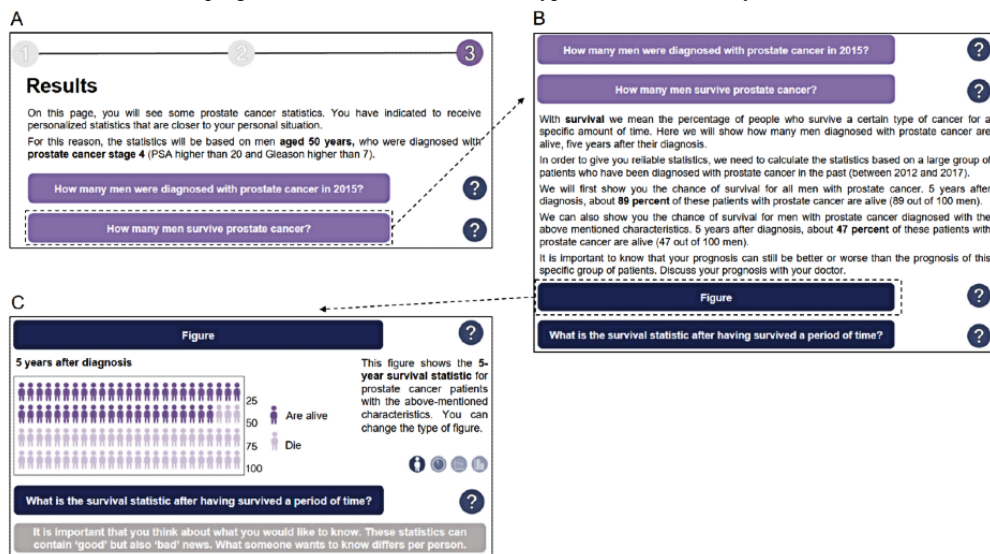 A
1 2 3
Results
On this page, you will see some prostate cancer statistics. You have indicated to receive
personalized statistics that are closer to your personal situation.
For this reason, the statistics will be based on men aged 50 years, who were diagnosed with
prostate cancer stage 4 (PSA higher than 20 and Gleason higher than 7).
How many men were diagnosed with prostate cancer in 2015? ?
How many men survive prostate cancer? ?
B
How many men were diagnosed with prostate cancer in 2015? ?
How many men survive prostate cancer? ?
With survival we mean the percentage of people who survive a certain type of cancer for a
specific amount of time. Here we will show how many men diagnosed with prostate cancer are
alive, five years after their diagnosis.
In order to give you reliable statistics, we need to calculate the statistics based on a large group of
patients who have been diagnosed with prostate cancer in the past (between 2012 and 2017).
We will first show you the chance of survival for all men with prostate cancer. 5 years after
diagnosis, about 89 percent of these patients with prostate cancer are alive (89 out of 100 men).
We can also show you the chance of survival for men with prostate cancer diagnosed with the
above mentioned characteristics. 5 years after diagnosis, about 47 percent of these patients with
prostate cancer are alive (47 out of 100 men).
It is important to know that your prognosis can still be better or worse than the prognosis of this
specific group of patients. Discuss your prognosis with your doctor.
Figure ?
What is the survival statistic after having survived a period of time? ?
C
Figure ?
5 years after diagnosis
25
50
75
100
Are alive
Die
This figure shows the 5-
year survival statistic for
prostate cancer patients
with the above-mentioned
characteristics. You can
change the type of figure.
What is the survival statistic after having survived a period of time? ?
It is important that you think about what you would like to know. These statistics can
contain 'good' but also 'bad' news. What someone wants to know differs per person.